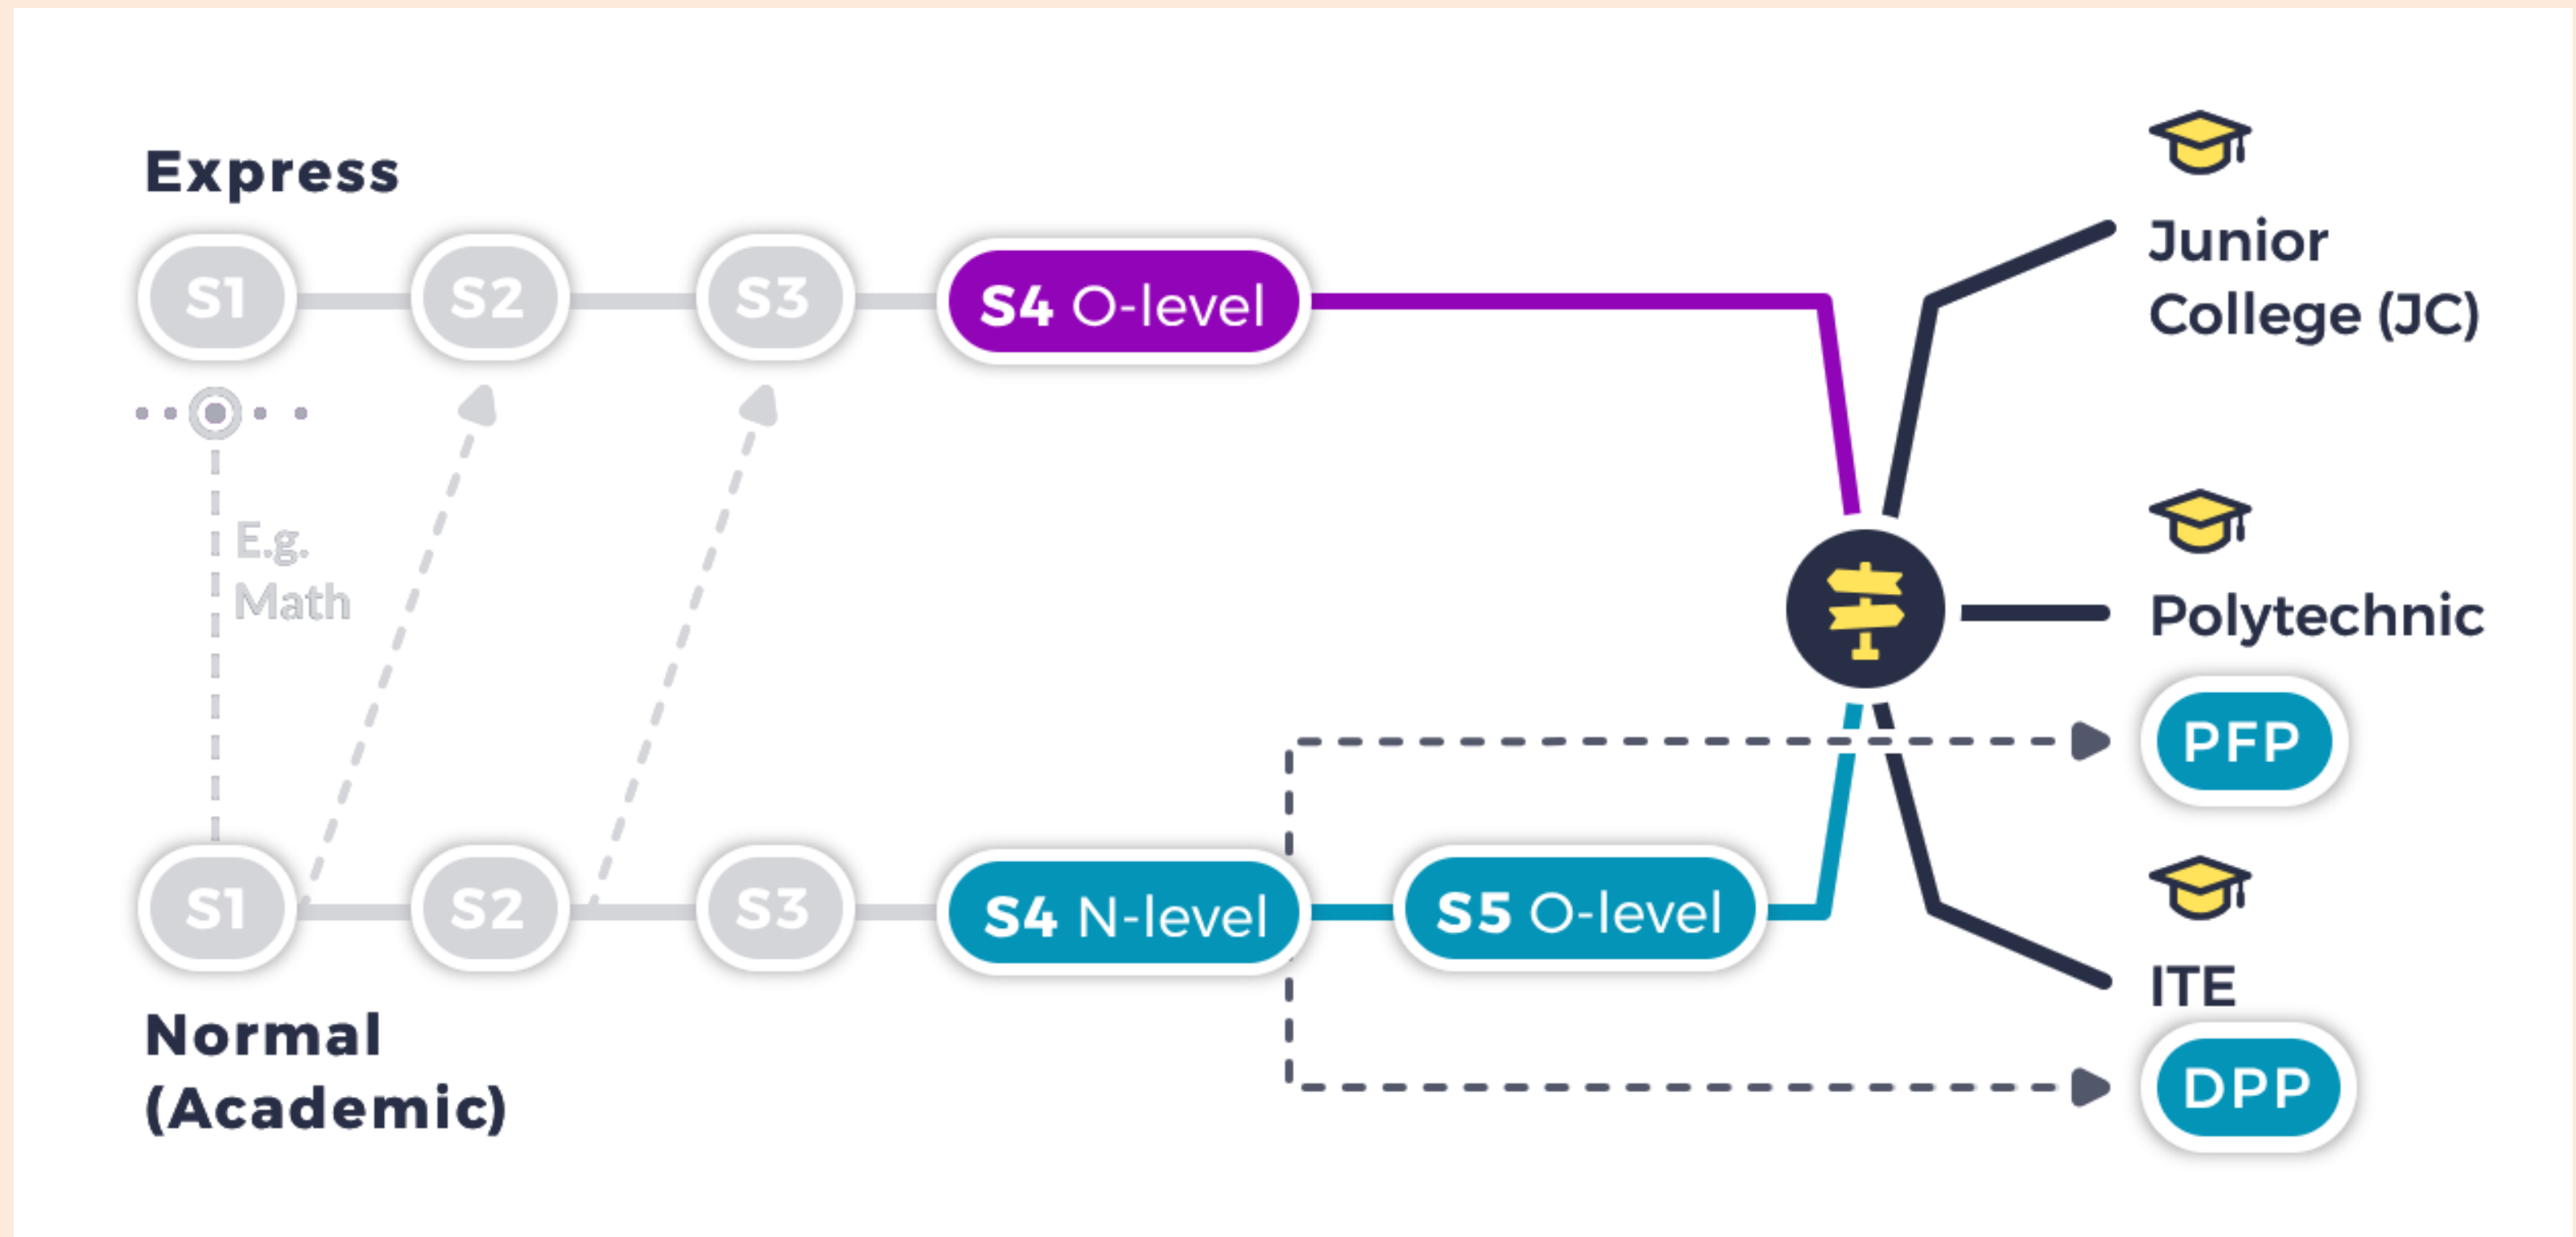 Express
S1
S2
S3
S4 O-level
E.g.
Math
S1
S2
S3
S4 N-level
S5 O-level
Normal
(Academic)
Junior
College (JC)
Polytechnic
PFP
ITE
DPP